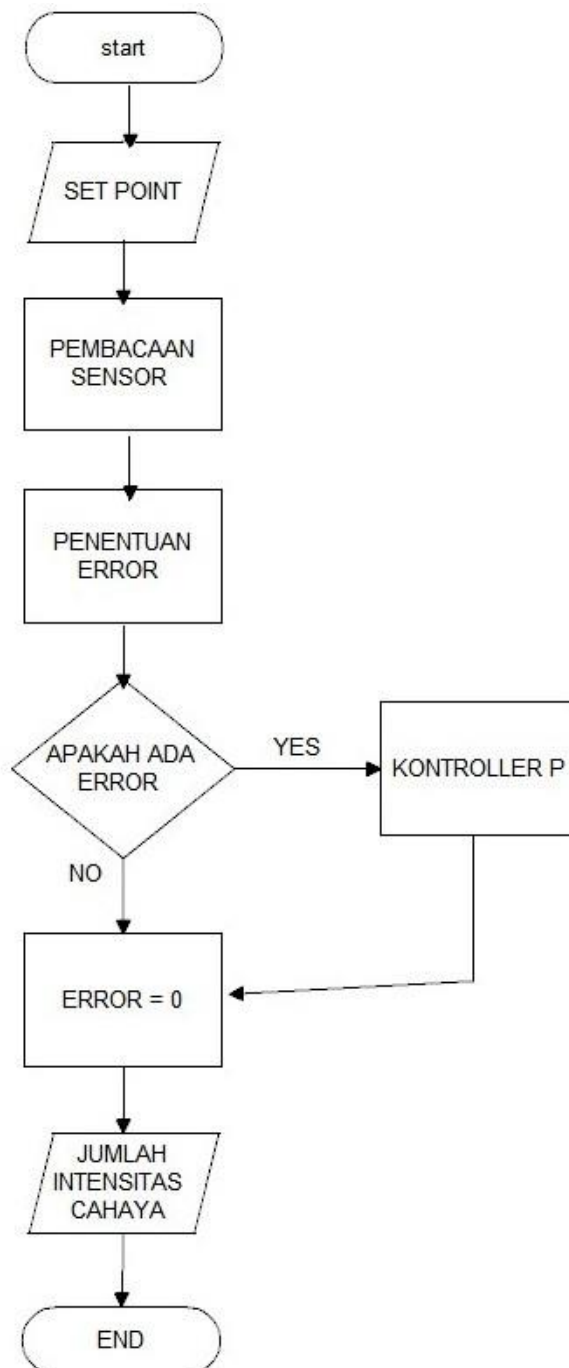 start
SET POINT
PEMBACAAN
SENSOR
PENENTUAN
ERROR
APAKAH ADA
ERROR
YES
KONTROLLER P
NO
ERROR = 0
JUMLAH
INTENSITAS
CAHAYA
END